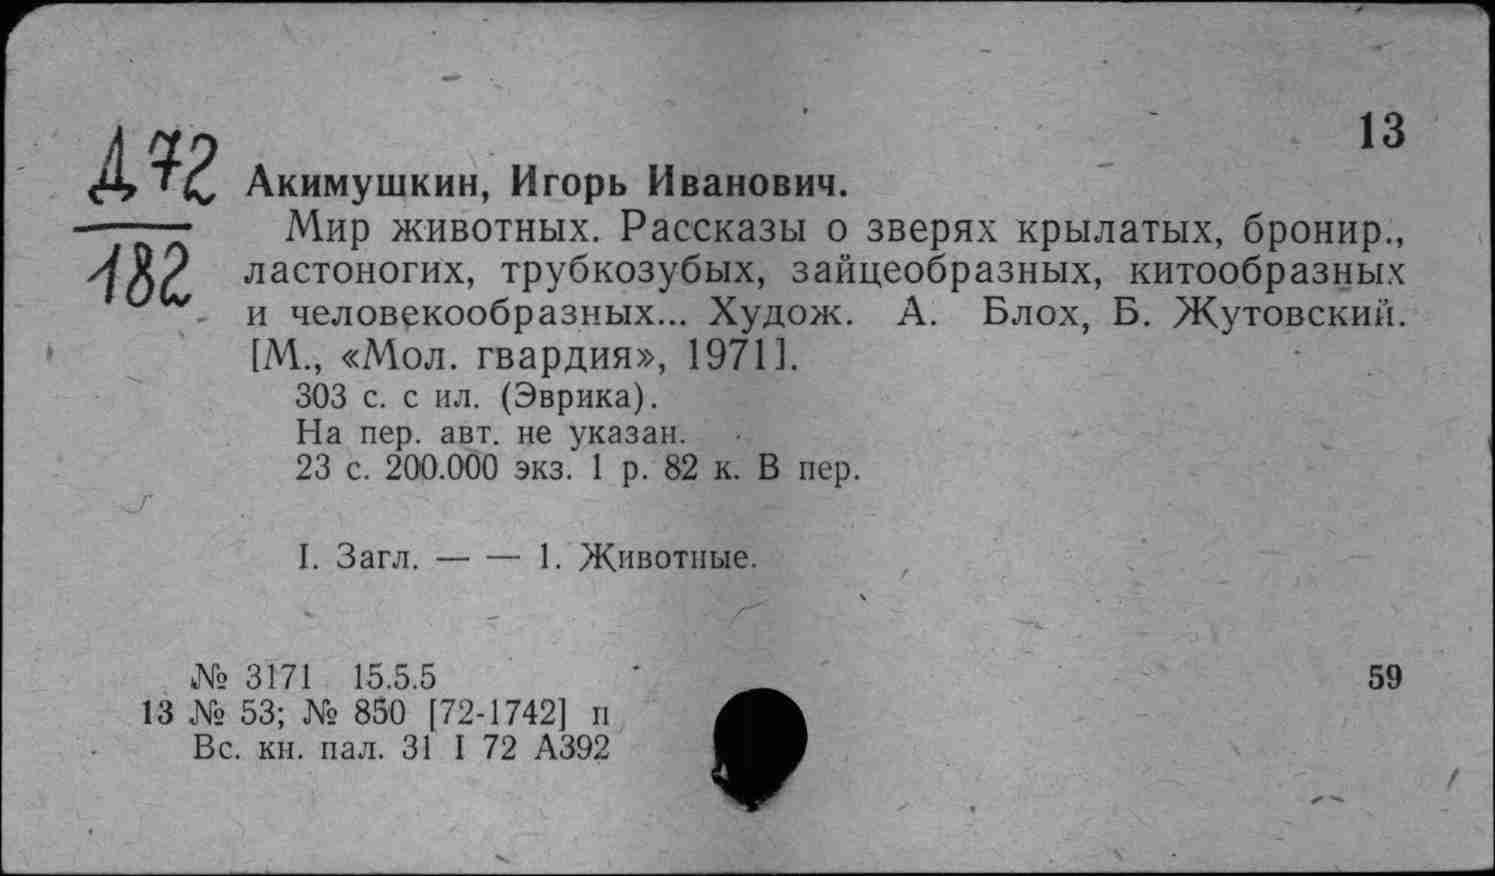 13
Д72
182
Акимушкин, Игорь Иванович.
Мир животных. Рассказы о зверях крылатых, бронир.,
ластоногих, трубкозубых, зайцеобразных, китообразных
и человекообразных... Худож. А. Блох, Б. Жутовский.
[М., «Мол. гвардия», 1971].
303 с. с ил. (Эврика).
На пер. авт. не указан.
23 с. 200.000 экз. 1 р. 82 к. В пер.
I. Загл. — — 1. Животные.
№ 3171 15.5.5
59
13 № 53; № 850 [72-1742] п
Вс. кн. пал. 31 I 72 А392